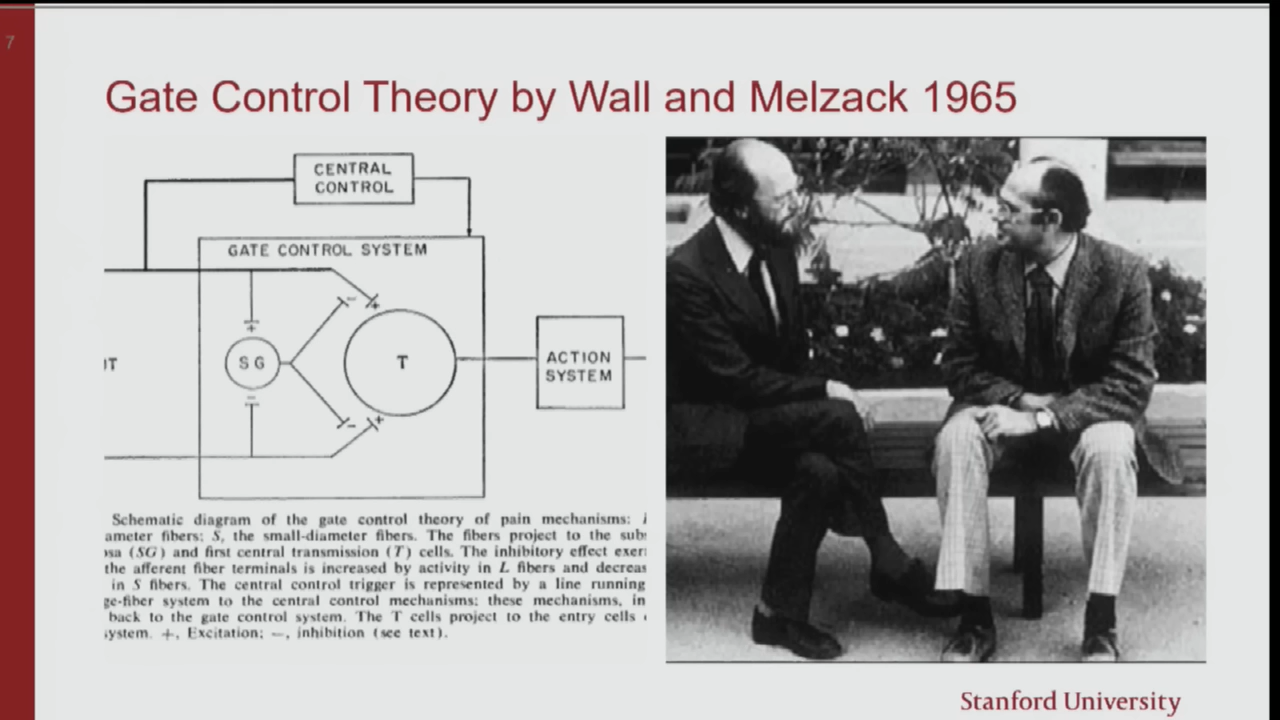 7
Gate Control Theory by Wall and Melzack 1965
CENTRAL
CONTROL
GATE CONTROL SYSTEM
+
-
+
SG
T
ACTION
SYSTEM
-
-
+
Schematic diagram of the gate control theory of pain mechanisms:
ameter fibers; S, the small-diameter fibers. The fibers project to the sub
(SG) and first central transmission (T) cells. The inhibitory effect exer
the afferent fiber terminals is increased by activity in L fibers and decreas
in S fibers. The central control trigger is represented by a line running
ge-fiber system to the central control mechanisms; these mechanisms, in
back to the gate control system. The T cells project to the entry cells
ystem. +, Excitation; —, inhibition (see text).
Stanford University